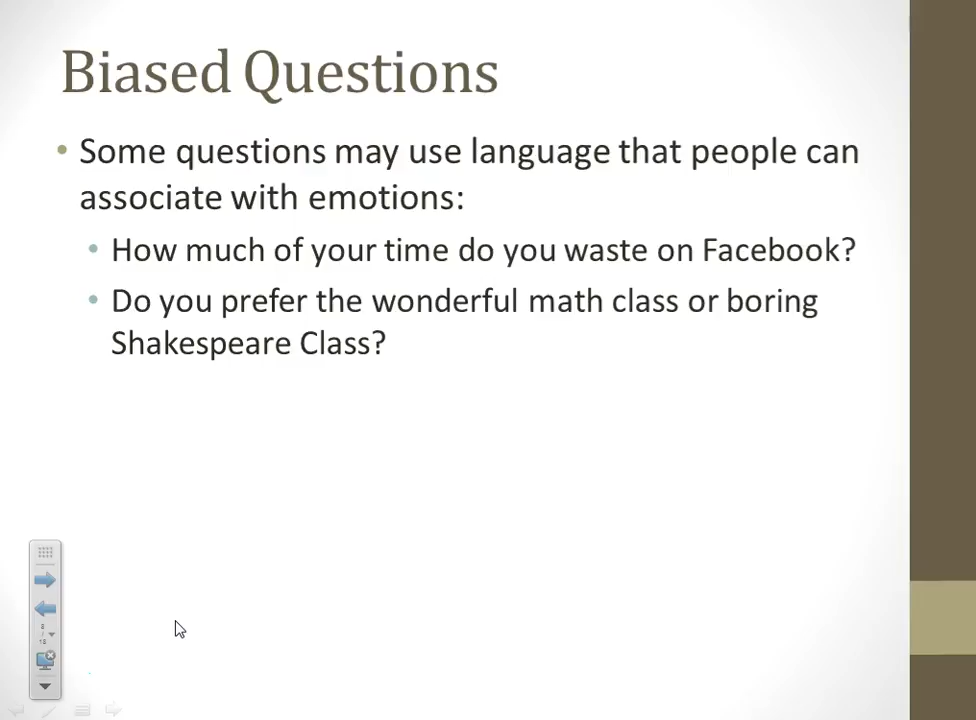 Biased Questions
• Some questions may use language that people can
associate with emotions:
• How much of your time do you waste on Facebook?
• Do you prefer the wonderful math class or boring
Shakespeare Class?